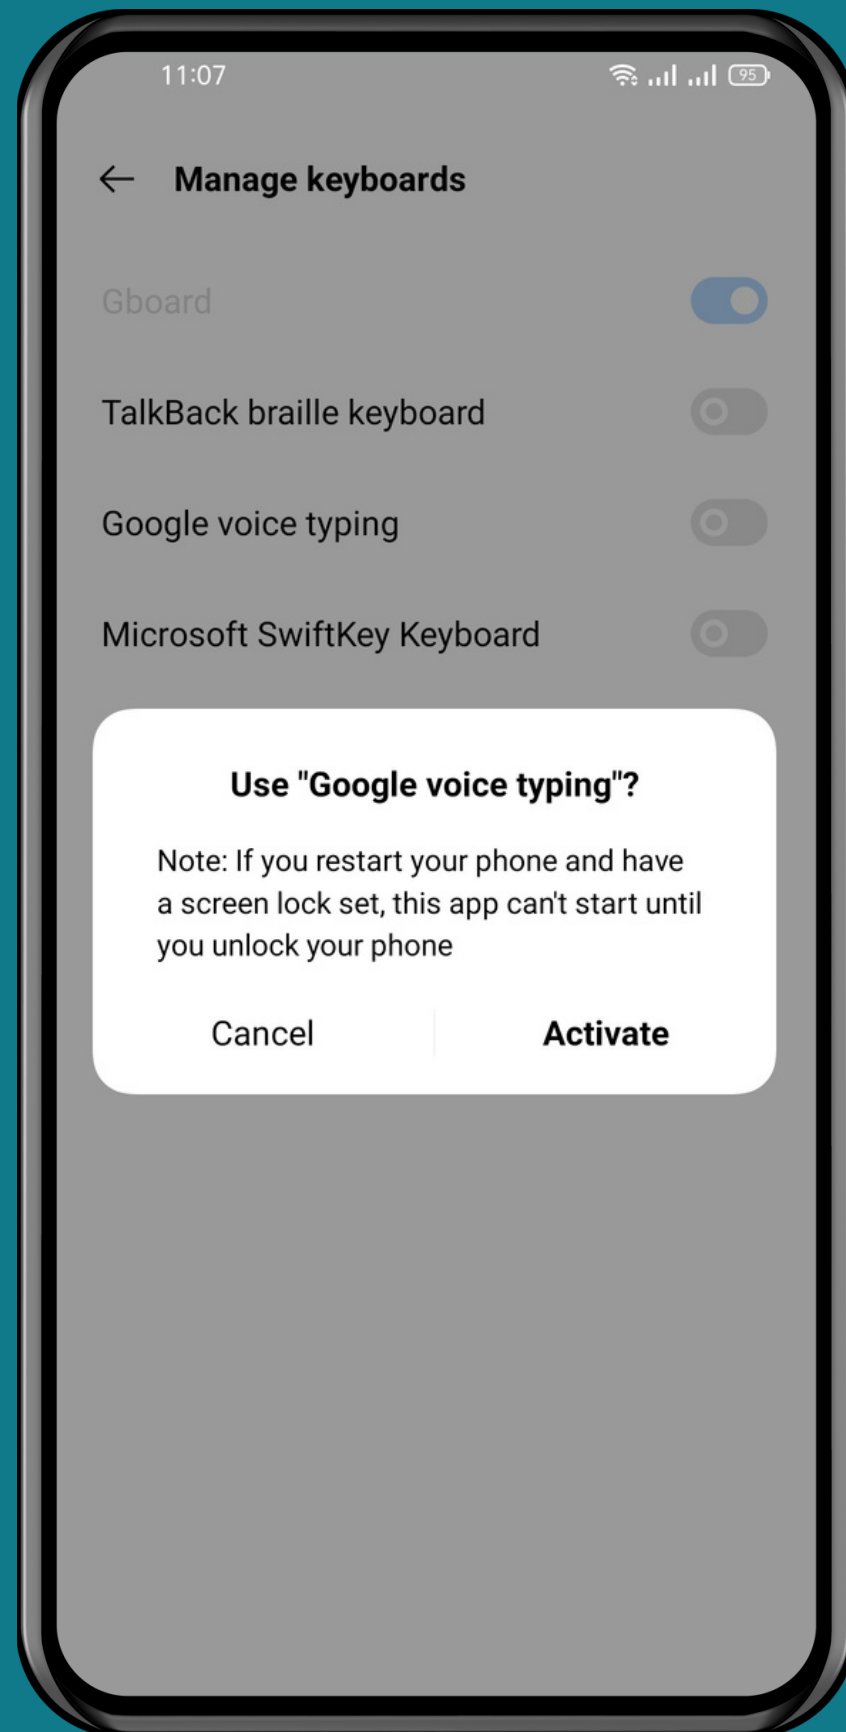 11:07
95
Manage keyboards
Gboard
TalkBack braille keyboard
Google voice typing
Microsoft SwiftKey Keyboard
Use "Google voice typing"?
Note: If you restart your phone and have
a screen lock set, this app can't start until
you unlock your phone
Cancel
Activate